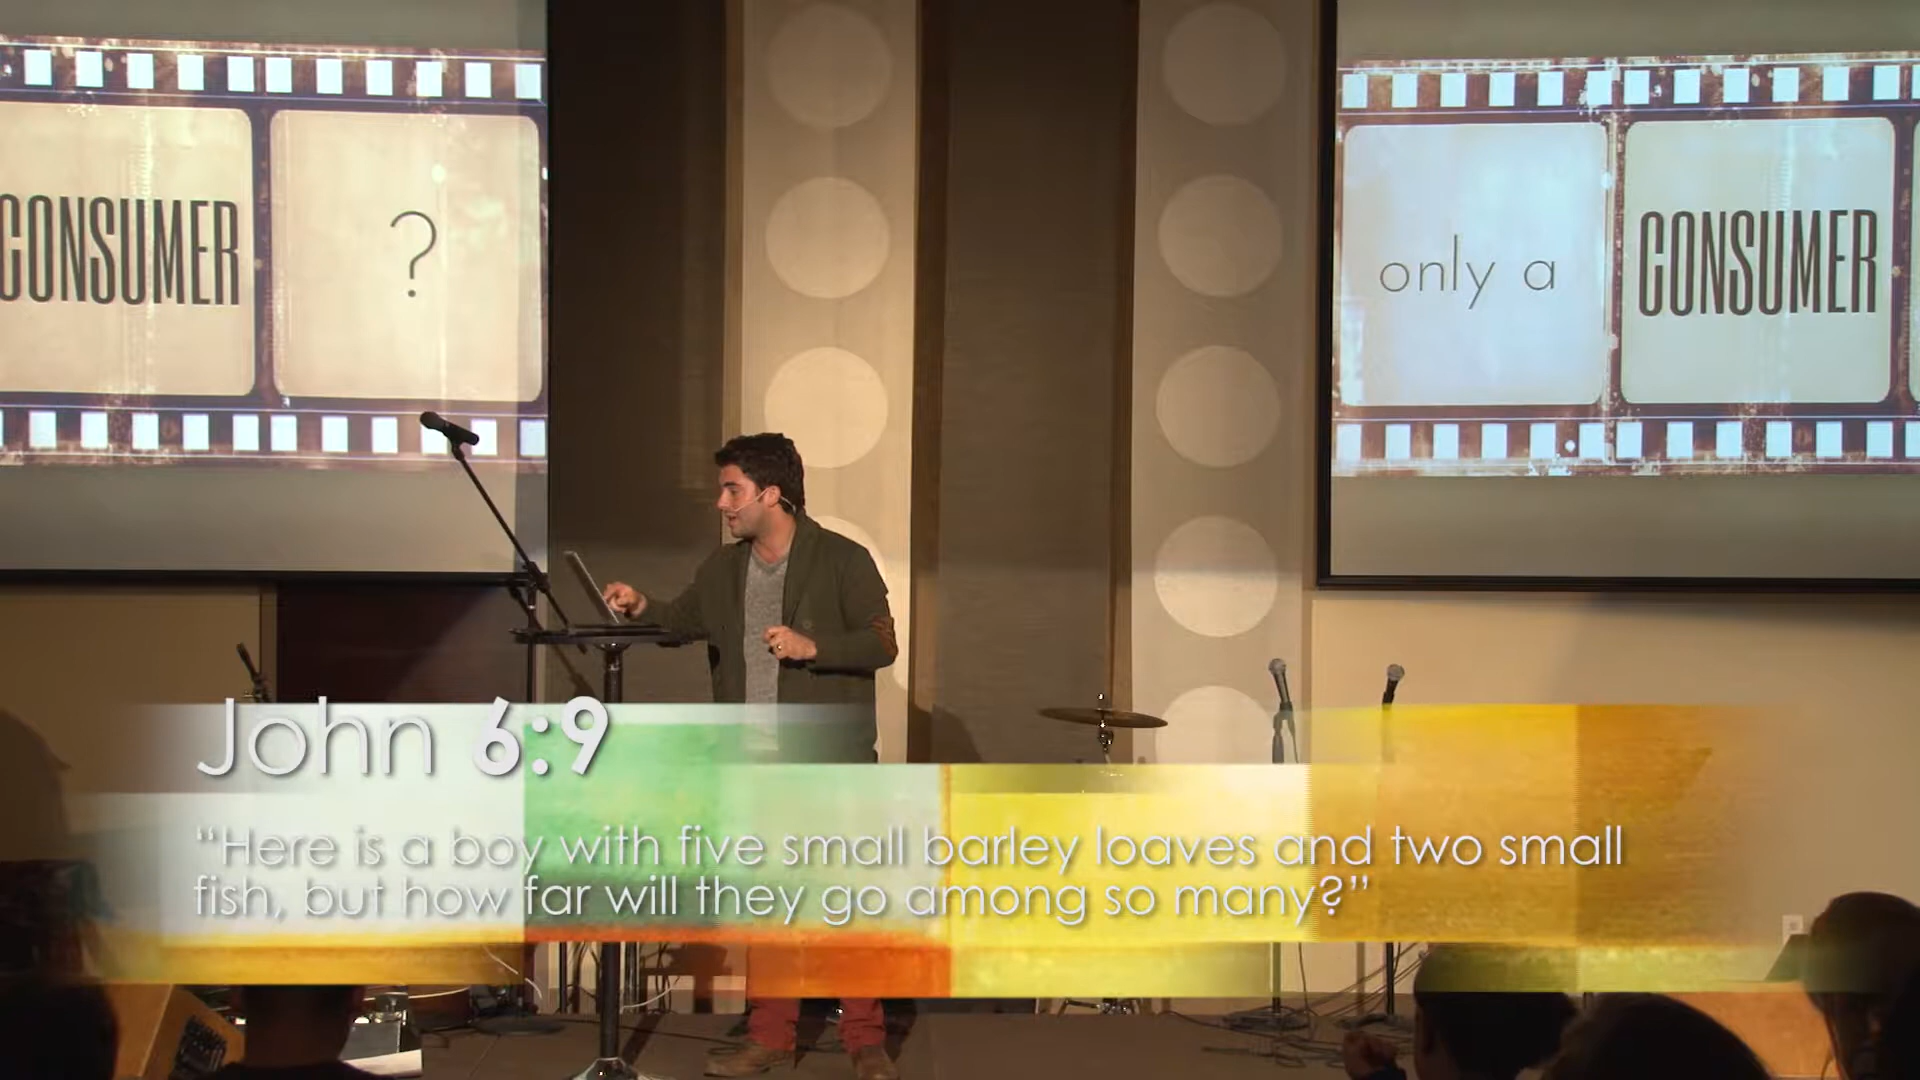 CONSUMER
?
only a
CONSUMER
John 6:9
"Here is a boy with five small barley loaves and two small
fish, but how far will they go among so many?"